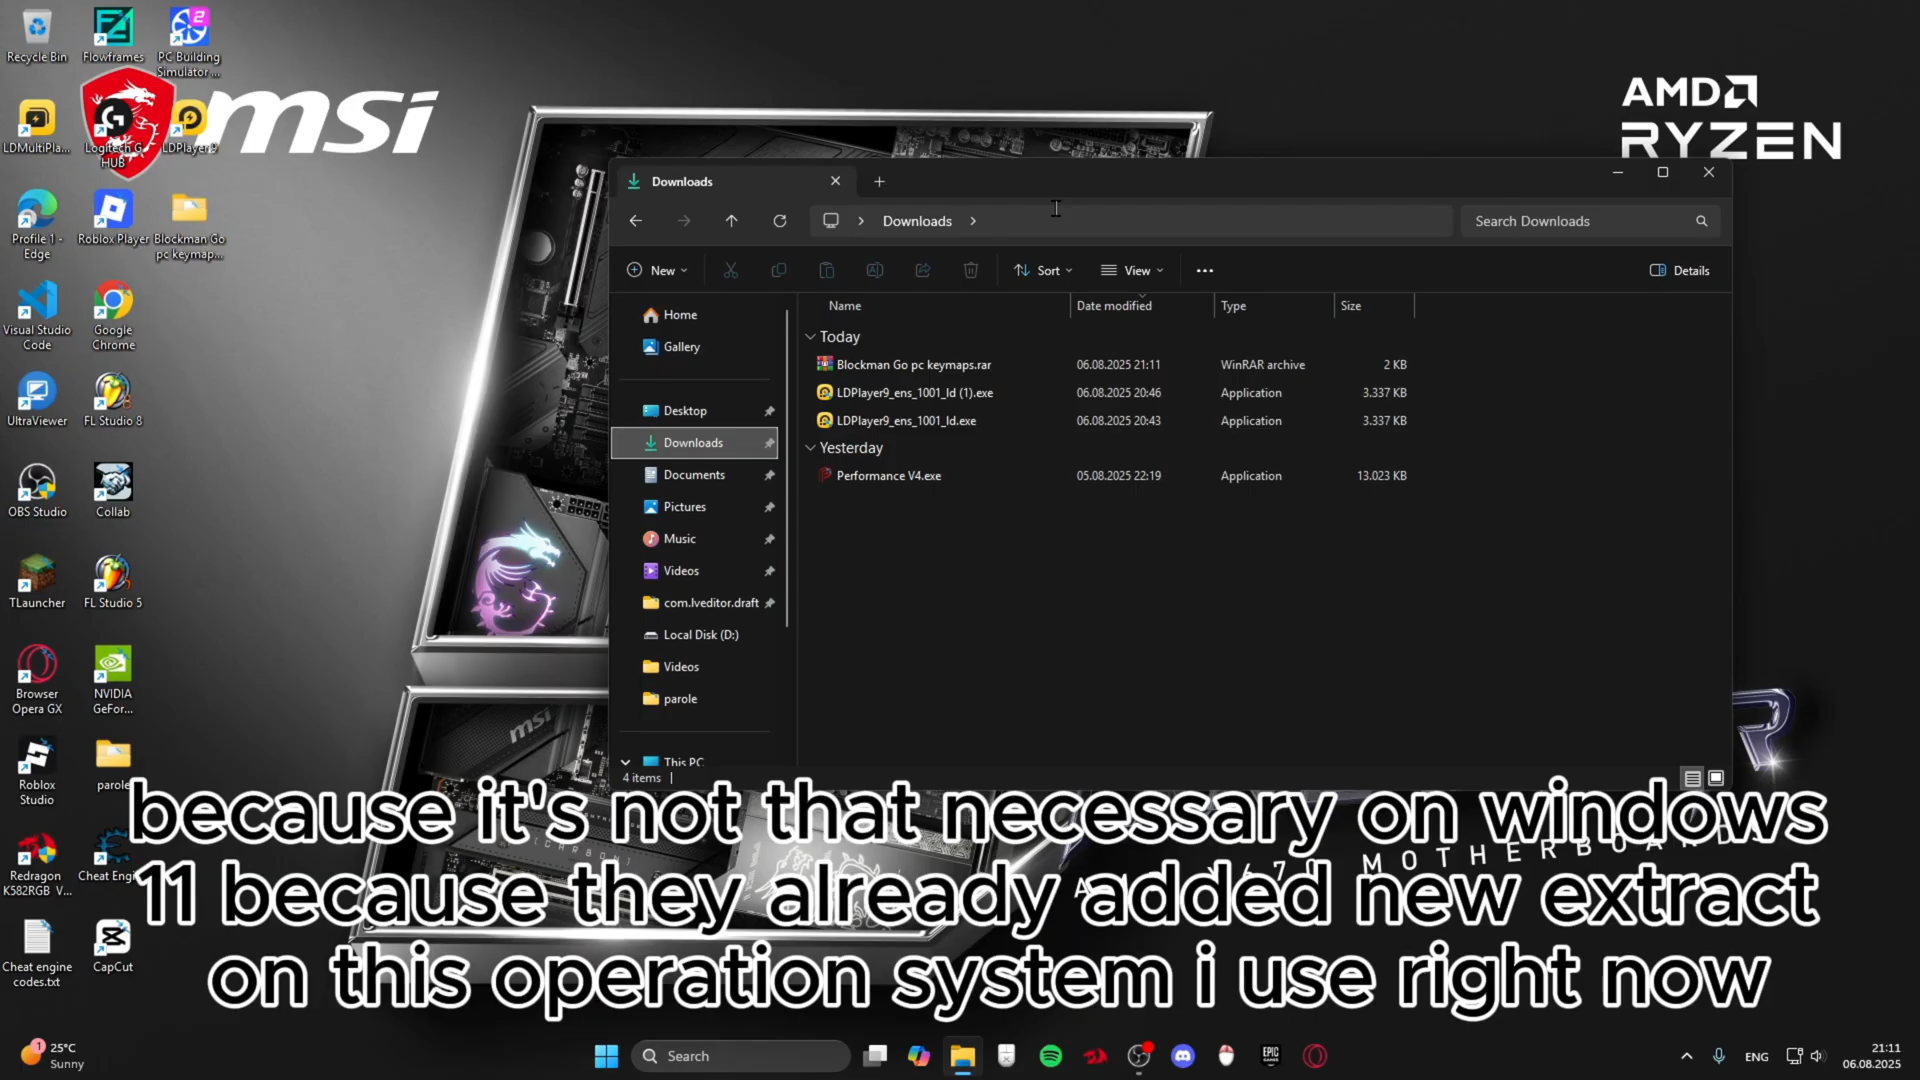 Recycle Bin
Flowframes
PC Building
Simulator ...
2
LDMultiPla...
Logitech G
HUB
LDPlayer9
msi
AMD
RYZEN
Profile 1 -
Edge
Roblox Player
Blockman Go
pc keymap...
Visual Studio
Code
Google
Chrome
UltraViewer
FL Studio 8
OBS Studio
Collab
TLauncher
FL Studio 5
Browser
Opera GX
NVIDIA
GeFor...
Roblox
Studio
parole
Redragon
K582RGB V...
Cheat Engi
Cheat engine
codes.txt
CapCut
Downloads
Downloads
Search Downloads
New
Sort
View
Details
Home
Gallery
Desktop
Downloads
Documents
Pictures
Music
Videos
com.lveditor.draft
Local Disk (D:)
Videos
parole
This PC
Name Date modified Type Size
Today
Blockman Go pc keymaps.rar 06.08.2025 21:11 WinRAR archive 2 KB
LDPlayer9_ens_1001_ld (1).exe 06.08.2025 20:46 Application 3.337 KB
LDPlayer9_ens_1001_ld.exe 06.08.2025 20:43 Application 3.337 KB
Yesterday
Performance V4.exe 05.08.2025 22:19 Application 13.023 KB
4 items
msi
MOTHERBOARDS
because it's not that necessary on windows
11 because they already added new extract
on this operation system i use right now
1
25°C
Sunny
Search
EPIC
GAMES
ENG
21:11
06.08.2025